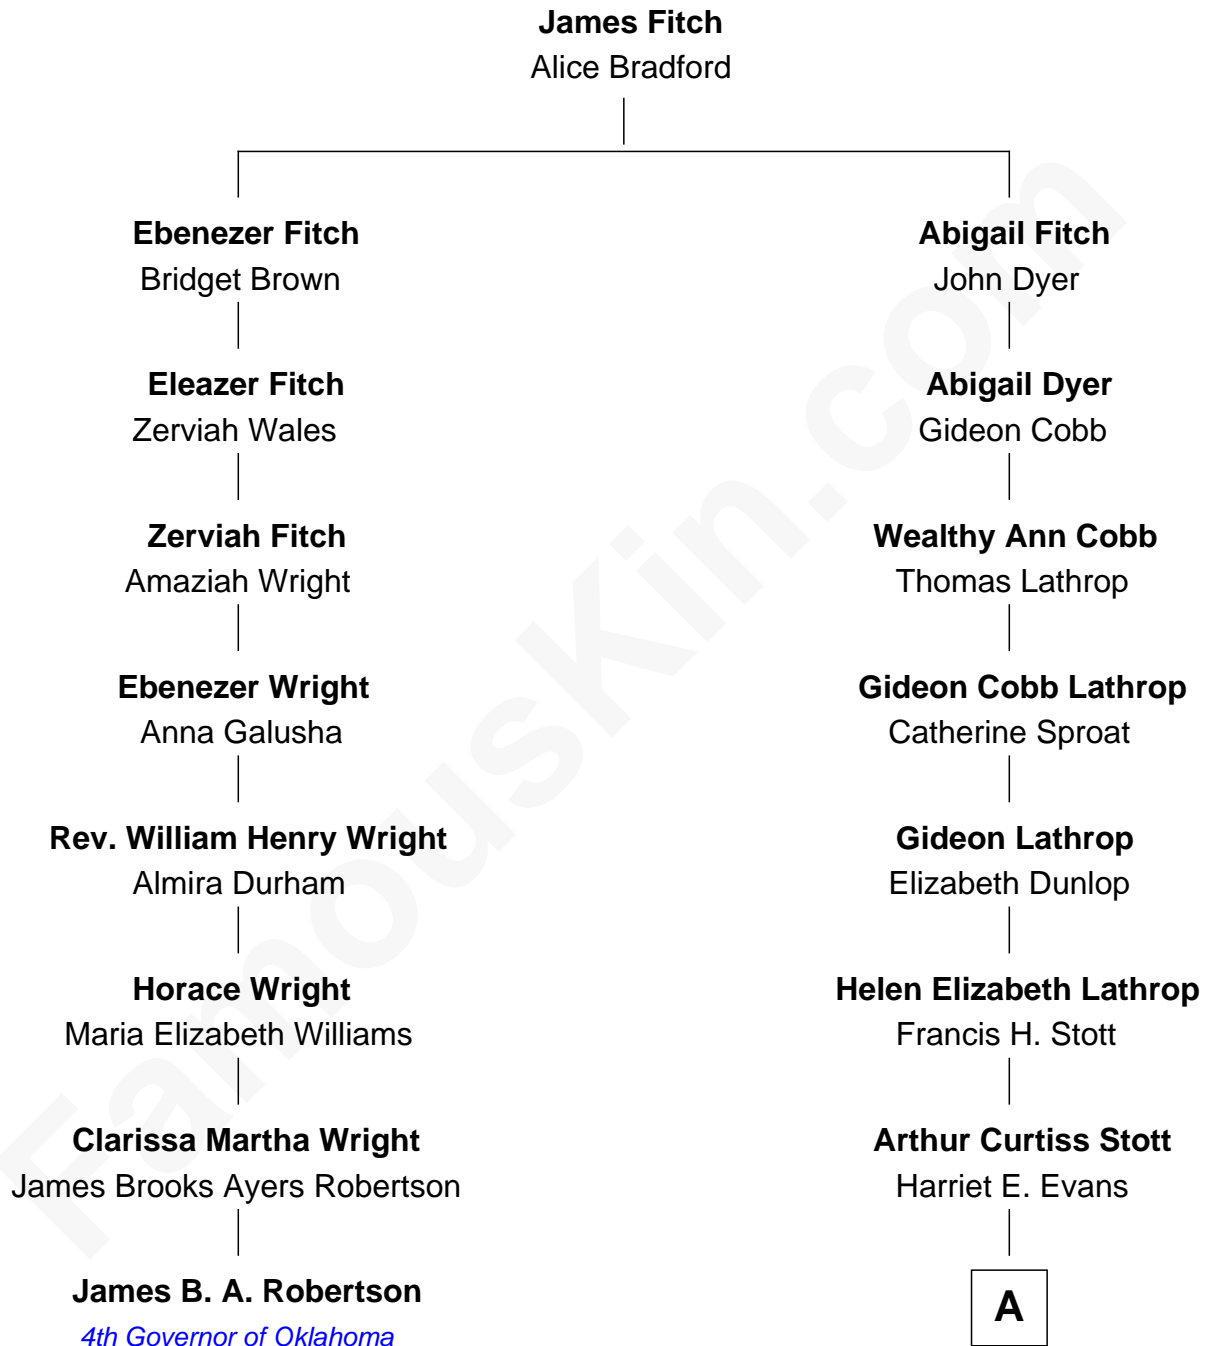 James Fitch
Alice Bradford
Ebenezer Fitch
Bridget Brown
Abigail Fitch
John Dyer
Eleazer Fitch
Zerviah Wales
Abigail Dyer
Gideon Cobb
Zerviah Fitch
Amaziah Wright
Wealthy Ann Cobb
Thomas Lathrop
Ebenezer Wright
Anna Galusha
Gideon Cobb Lathrop
Catherine Sproat
Rev. William Henry Wright
Almira Durham
Gideon Lathrop
Elizabeth Dunlop
Horace Wright
Maria Elizabeth Williams
Helen Elizabeth Lathrop
Francis H. Stott
Clarissa Martha Wright
James Brooks Ayers Robertson
Arthur Curtiss Stott
Harriet E. Evans
James B. A. Robertson
4th Governor of Oklahoma
A
FamousKin.com